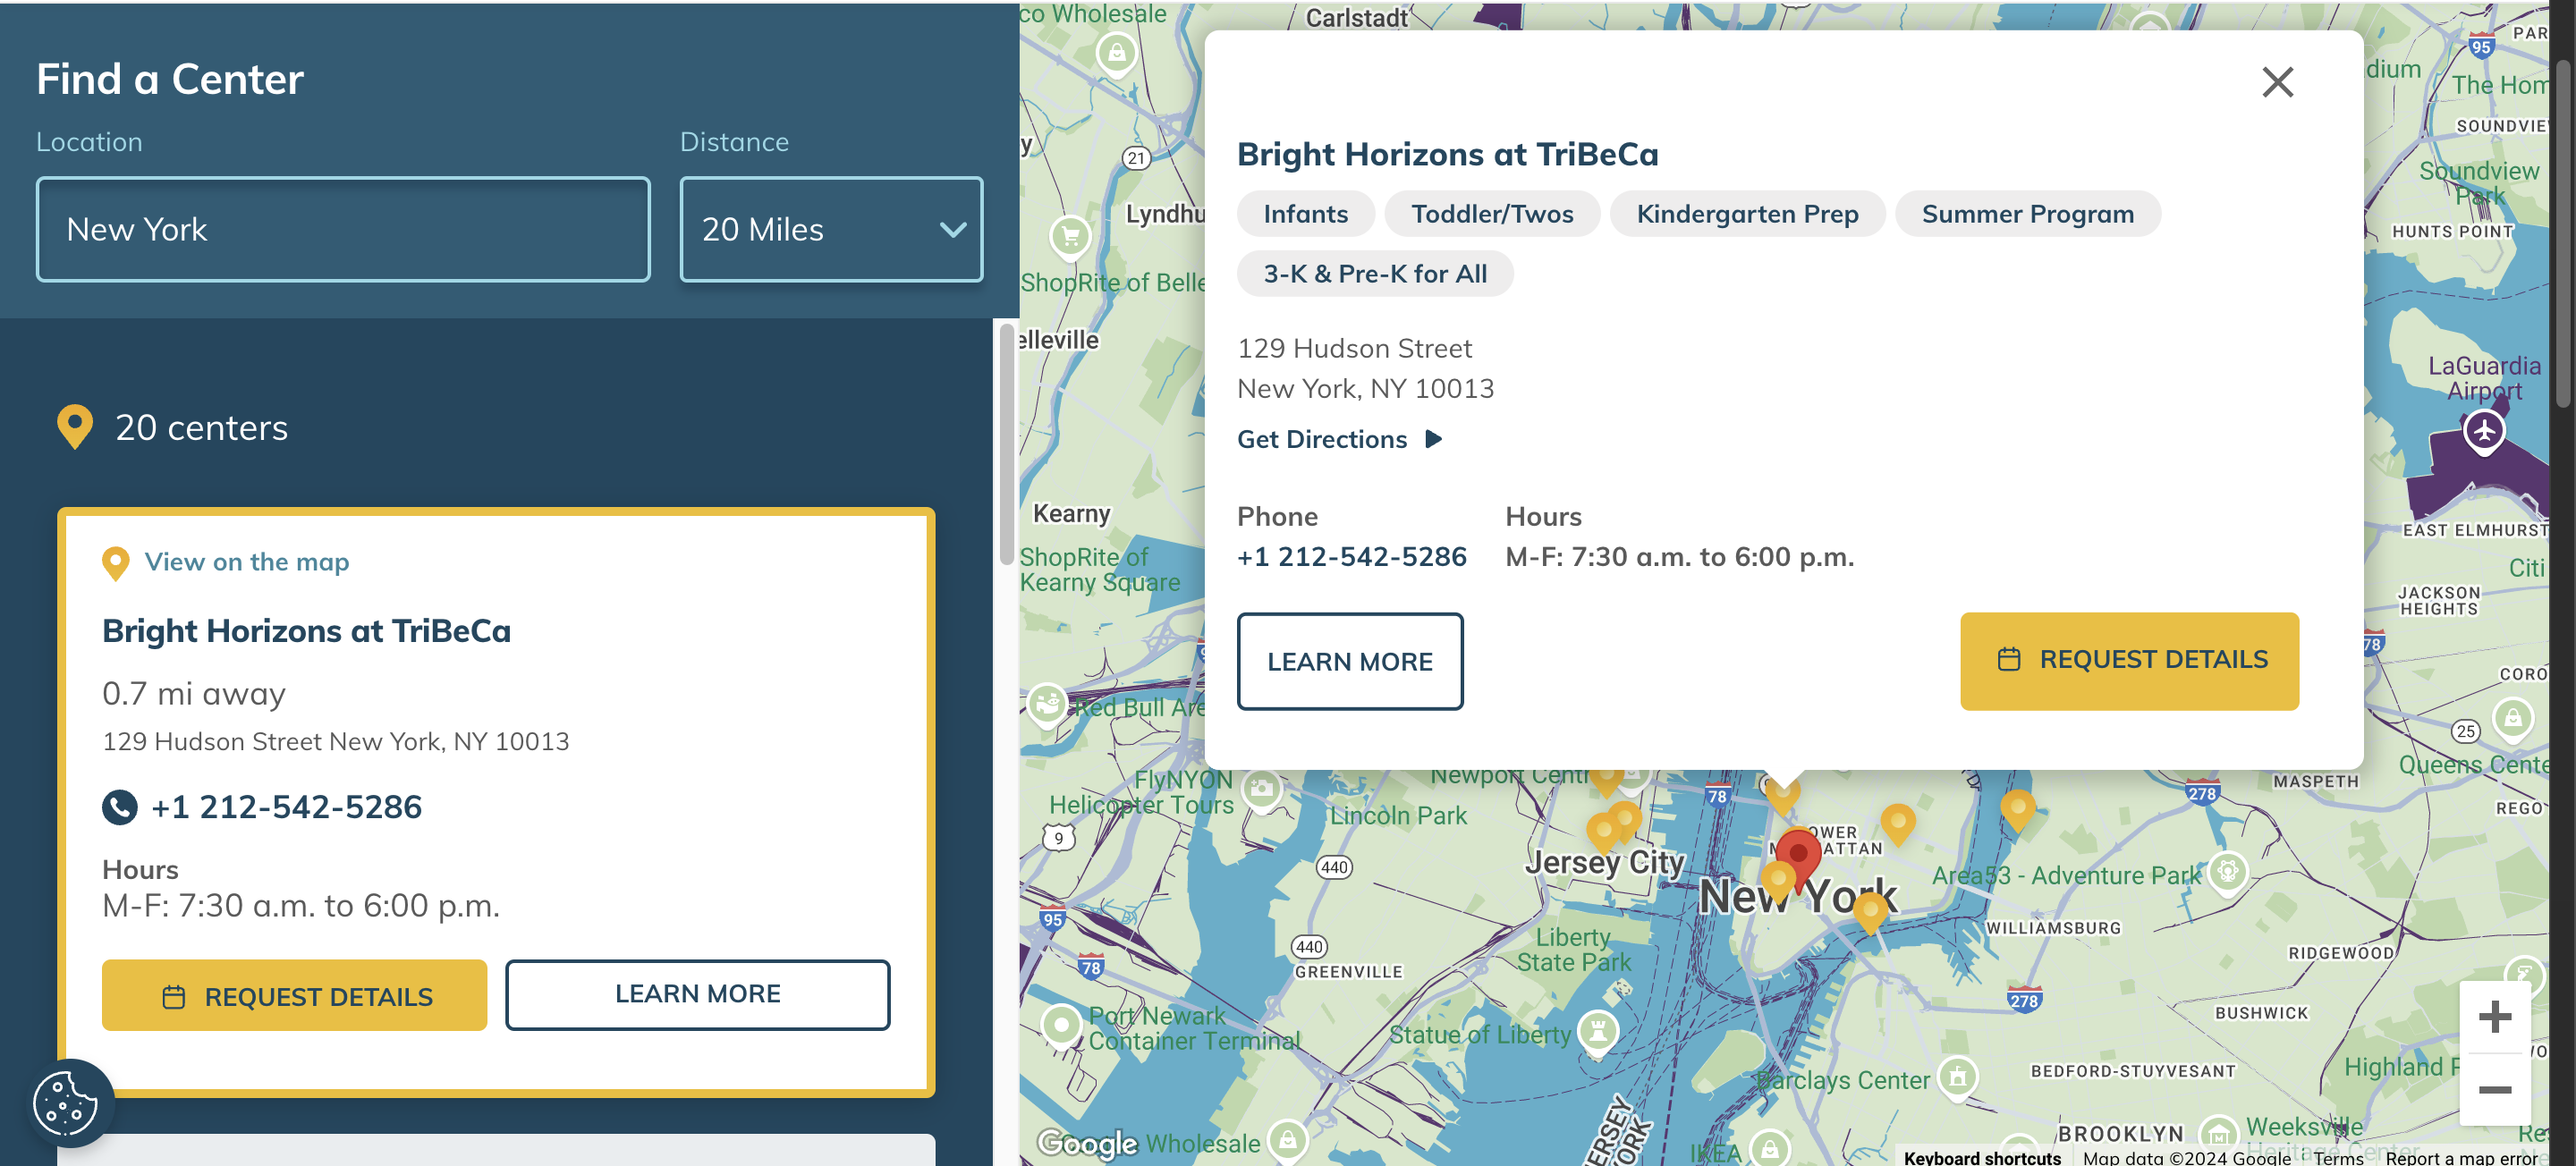 Find a Center
Location
Distance
New York
20 Miles
20 centers
View on the map
Bright Horizons at TriBeCa
0.7 mi away
129 Hudson Street New York, NY 10013
+1 212-542-5286
Hours
M-F: 7:30 a.m. to 6:00 p.m.
REQUEST DETAILS
LEARN MORE
Bright Horizons at TriBeCa
Infants
Toddler/Twos
Kindergarten Prep
Summer Program
3-K & Pre-K for All
129 Hudson Street
New York, NY 10013
Get Directions
Phone
Hours
+1 212-542-5286
M-F: 7:30 a.m. to 6:00 p.m.
LEARN MORE
REQUEST DETAILS
co Wholesale
Carlstadt
95
dium
The Hom
21
SOUNDVIE
Lyndhu
Soundview
Park
HUNTS POINT
ShopRite of Belle
elleville
LaGuardia
Airport
Kearny
EAST ELMHURST
ShopRite of
Kearny Square
Citi
JACKSON
HEIGHTS
78
CORO
Red Bull Are
25
FlyNYON
Helicopter Tours
Newport Cent
78
278
MASPETH
Queens Cente
REGO
Lincoln Park
9
440
Jersey City
New York
Area53 - Adventure Park
95
440
78
GREENVILLE
Liberty
State Park
WILLIAMSBURG
RIDGEWOOD
278
BUSHWICK
Port Newark
Container Terminal
Statue of Liberty
Barclays Center
BEDFORD-STUYVESANT
Highland P
Google
Wholesale
ERSEY
YORK
IKEA
BROOKLYN
Weeksville
Heritage Center
Keyboard shortcuts
Map data ©2024 Google
Terms
Report a map error